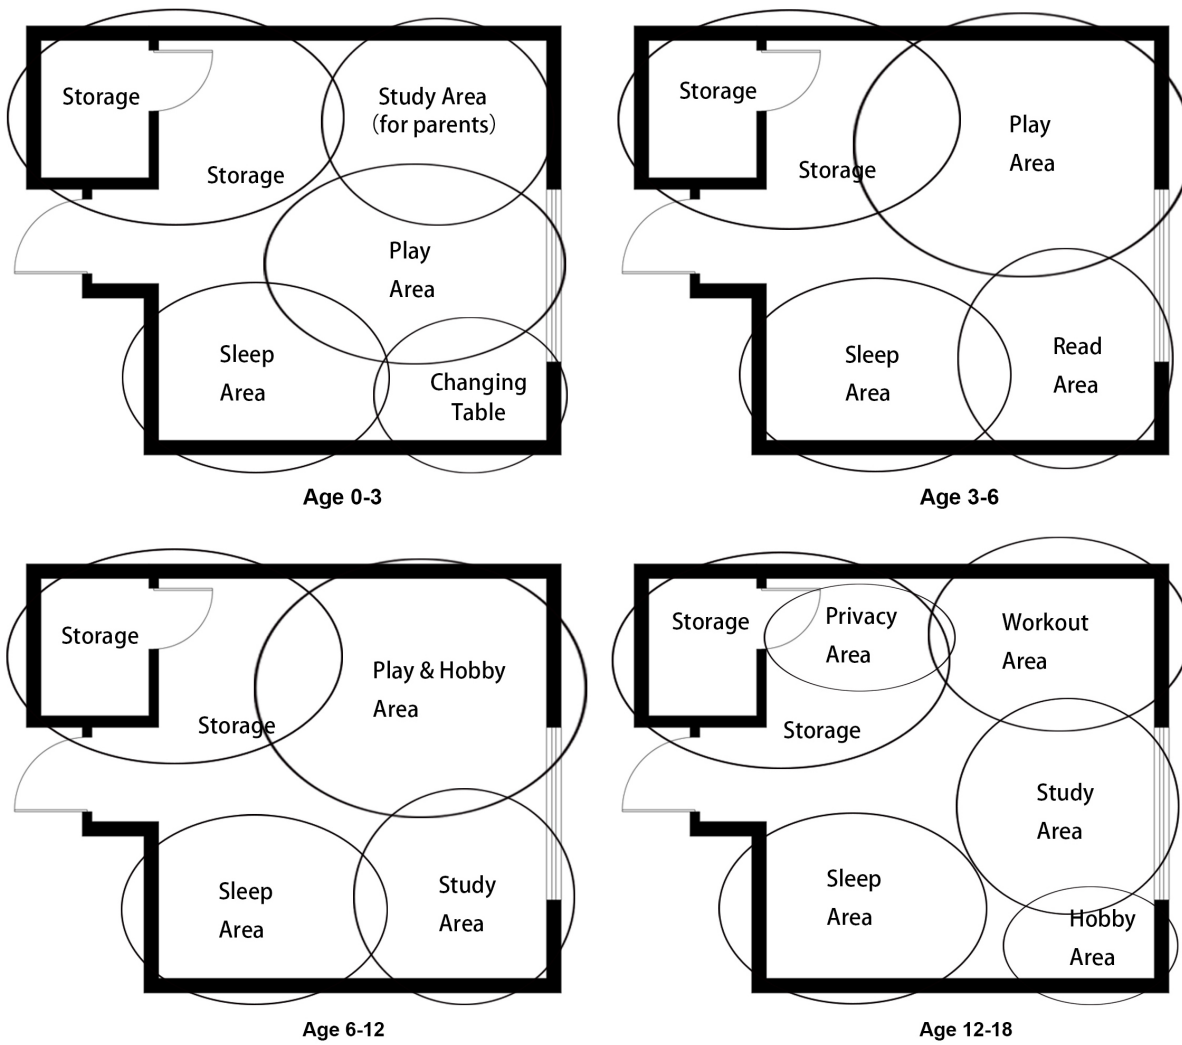 Storage
Study Area
(for parents)
Storage
Play
Area
Sleep
Area
Changing
Table
Age 0-3
Storage
Play
Area
Storage
Read
Area
Sleep
Area
Age 3-6
Storage
Play & Hobby
Area
Storage
Study
Area
Sleep
Area
Age 6-12
Storage
Privacy
Area
Workout
Area
Storage
Study
Area
Sleep
Area
Hobby
Area
Age 12-18